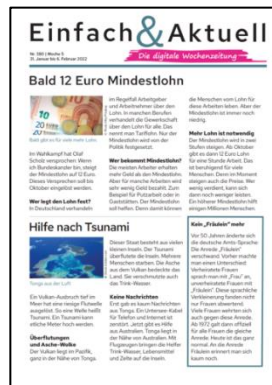 Einfach&Aktuell
Die digitale Wochenzeitung
Nr. 280 | Woche 5
31. Januar bis 6. Februar 2022
Bald 12 Euro Mindestlohn
Bald gibt es für viele mehr Lohn.
Im Wahlkampf hat Olaf
Scholz versprochen: Wenn
ich Bundeskanzler bin, steigt
der Mindestlohn auf 12 Euro.
Dieses Versprechen soll bis
Oktober eingelöst werden.
Wer legt den Lohn fest?
In Deutschland verhandeln
im Regelfall Arbeitgeber
und Arbeitnehmer über den
Lohn. In manchen Berufen
verhandelt die Gewerkschaft
über den Lohn für alle. Das
nennt man Tariflohn. Nur der
Mindestlohn wird von der
Politik festgesetzt.
Wer bekommt Mindestlohn?
Die meisten Arbeiter erhalten
mehr Geld als den Mindestlohn.
Aber für manche Arbeiten wird
sehr wenig Geld bezahlt. Zum
Beispiel für Putzarbeit oder in
Gaststätten. Der Mindestlohn
soll helfen. Denn damit können
die Menschen vom Lohn für
diese Arbeiten leben. Aber der
Mindestlohn ist immer noch
niedrig.
Mehr Lohn ist notwendig
Der Mindestlohn wird in zwei
Stufen steigen. Ab Oktober
gibt es dann 12 Euro Lohn
für eine Stunde Arbeit. Das
ist beruhigend für viele
Menschen. Denn im Moment
steigen auch die Preise. Wer
wenig verdient, kann sich
dann noch weniger leisten.
Ein höherer Mindestlohn hilft
einigen Millionen Menschen.
Hilfe nach Tsunami
Tonga aus der Luft
Ein Vulkan-Ausbruch tief im
Meer hat eine riesige Flutwelle
ausgelöst. So eine Welle heißt
Tsunami. Ein Tsunami kann
etliche Meter hoch werden.
Überflutungen
und Asche-Wolke
Der Vulkan liegt im Pazifik,
ganz in der Nähe von Tonga.
Dieser Staat besteht aus vielen
kleinen Inseln. Der Tsunami
überflutete die Inseln. Mehrere
Menschen starben. Die Asche
aus dem Vulkan bedeckte das
Land. Sie verschmutzte auch
das Trink-Wasser.
Keine Nachrichten
Erst gab es kaum Nachrichten
aus Tonga. Ein Untersee-Kabel
für Telefon und Internet ist
zerstört. Jetzt gibt es Hilfe
aus Australien. Tonga liegt in
der Nähe von Australien. Mit
Flugzeugen bringen die Helfer
Trink-Wasser, Lebensmittel
und Zelte auf die Inseln.
Kein „Fräulein" mehr
Vor 50 Jahren änderte sich
die deutsche Amts-Sprache.
Die Anrede „Fräulein"
verschwand. Vorher machte
man einen Unterschied:
Verheiratete Frauen
sprach man mit „Frau" an,
unverheiratete Frauen mit
„Fräulein". Diese sprachliche
Verkleinerung fanden nicht
nur Frauen abwertend.
Viele Frauen wehrten sich
auch gegen diese Anrede.
Ab 1972 galt dann offiziell
für alle Frauen die gleiche
Anrede. Heute ist das ganz
normal. An die Anrede
Fräulein erinnert man sich
kaum noch.